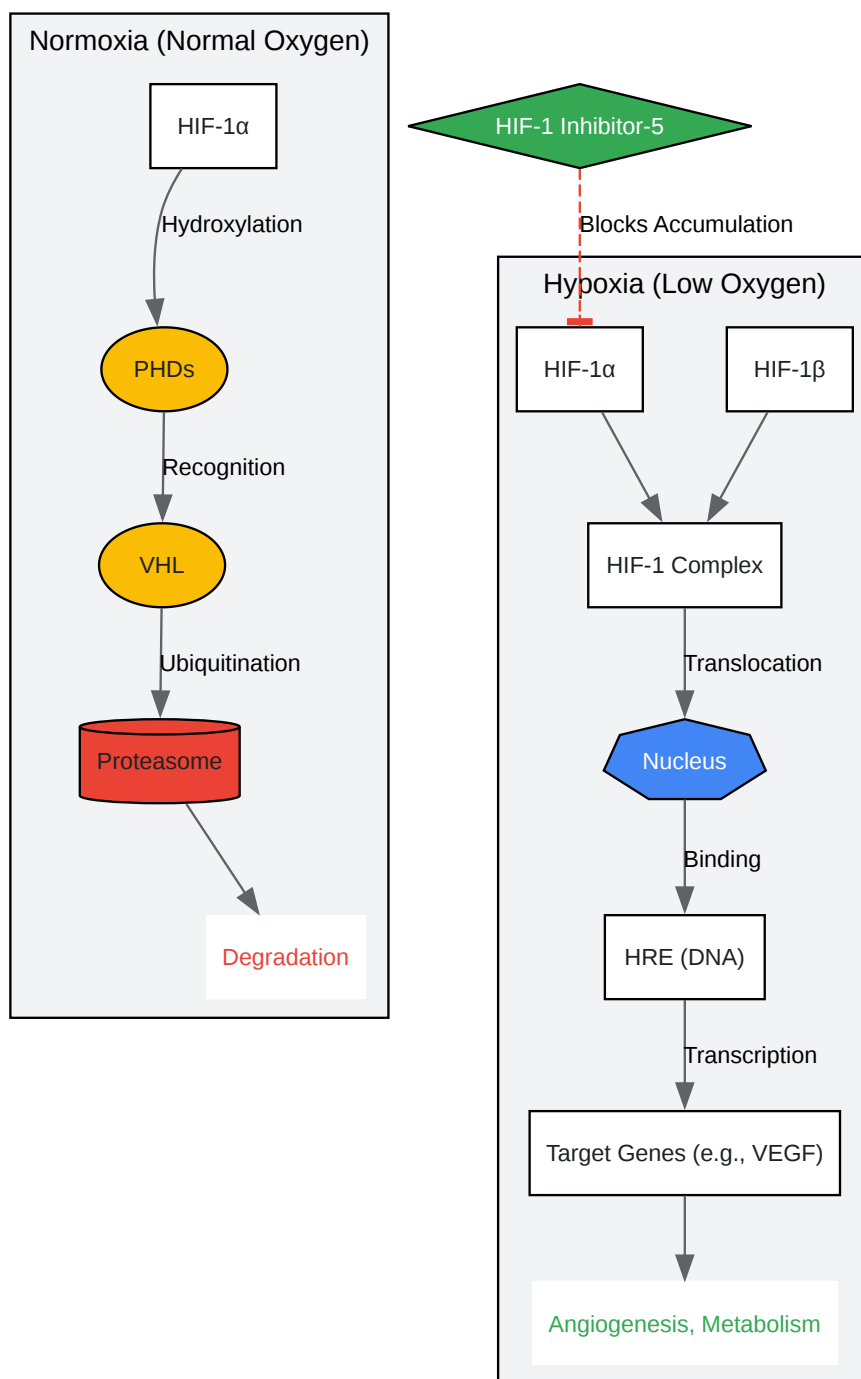 Normoxia (Normal Oxygen)
HIF-1α
Hydroxylation
PHDs
Recognition
VHL
Ubiquitination
Proteasome
Degradation
HIF-1 Inhibitor-5
Blocks Accumulation
Hypoxia (Low Oxygen)
HIF-1α
HIF-1β
HIF-1 Complex
Translocation
Nucleus
Binding
HRE (DNA)
Transcription
Target Genes (e.g., VEGF)
Angiogenesis, Metabolism